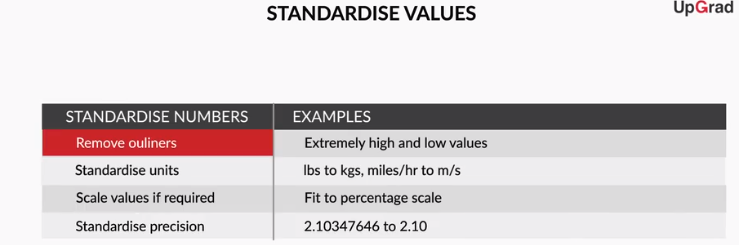 STANDARDISE VALUES
UpGrad
STANDARDISE NUMBERS EXAMPLES
Remove ouliners Extremely high and low values
Standardise units lbs to kgs, miles/hr to m/s
Scale values if required Fit to percentage scale
Standardise precision 2.10347646 to 2.10